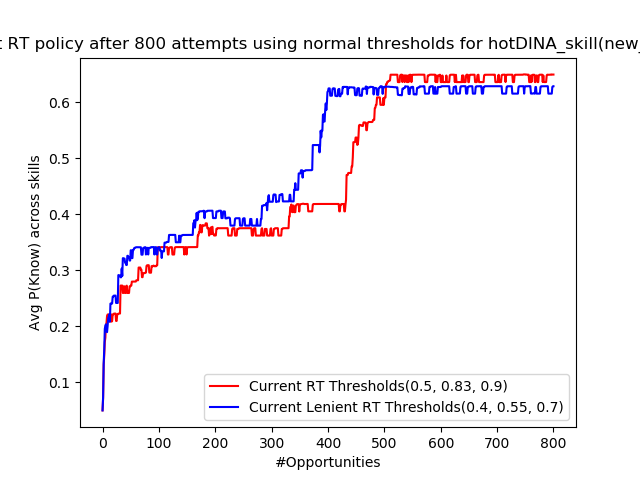 RT policy after 800 attempts using normal thresholds for hotDINA_skill(new_
0.6
0.5
0.4
0.3
0.2
0.1
Avg P(Know) across skills
0 100 200 300 400 500 600 700 800
#Opportunities
Current RT Thresholds(0.5, 0.83, 0.9)
Current Lenient RT Thresholds(0.4, 0.55, 0.7)